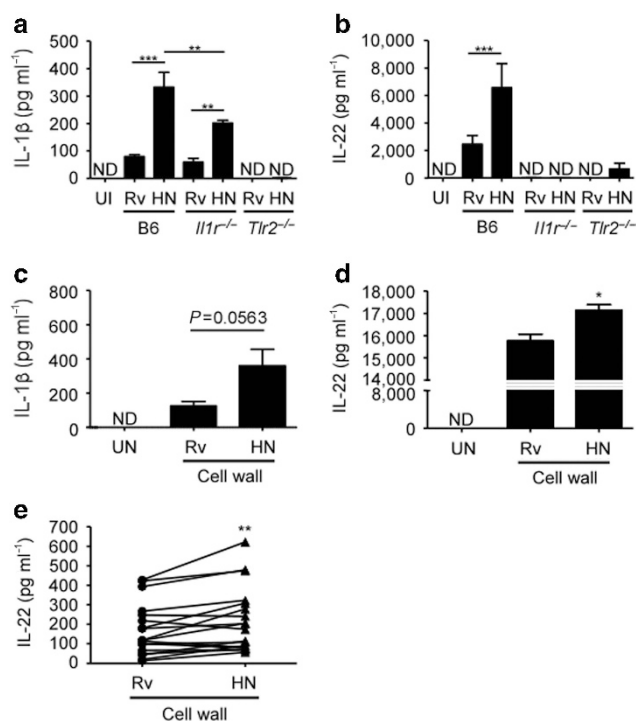 a
IL-1β (pg ml⁻¹)
500
400
300
200
100
0
*** ** **
ND ND ND
UI Rv HN Rv HN Rv HN
B6 Il1r⁻/⁻ Tlr2⁻/⁻
b
IL-22 (pg ml⁻¹)
10,000
8,000
6,000
4,000
2,000
0
***
ND ND ND ND
UI Rv HN Rv HN Rv HN
B6 Il1r⁻/⁻ Tlr2⁻/⁻
c
IL-1β (pg ml⁻¹)
800
600
400
200
0
P=0.0563
ND
UN Rv HN
Cell wall
d
IL-22 (pg ml⁻¹)
18,000
17,000
16,000
15,000
14,000
8,000
0
*
ND
UN Rv HN
Cell wall
e
IL-22 (pg ml⁻¹)
700
600
500
400
300
200
100
0
**
Rv HN
Cell wall